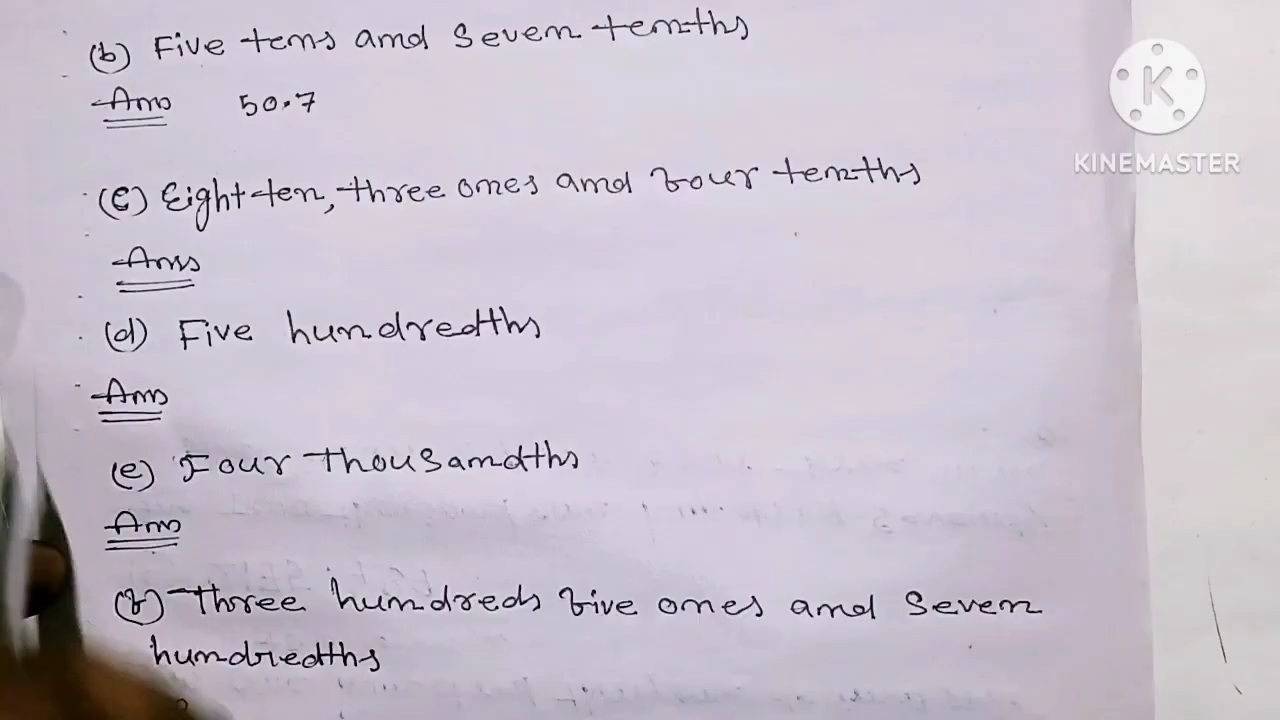 (b) Five tens and seven tenths
Ans 50.7
KINEMASTER
(c) Eight ten, three ones and four tenths
Ans
(d) Five hundredths
Ans
(e) Four thousandths
Ans
(f) Three hundreds five ones and seven
hundredths